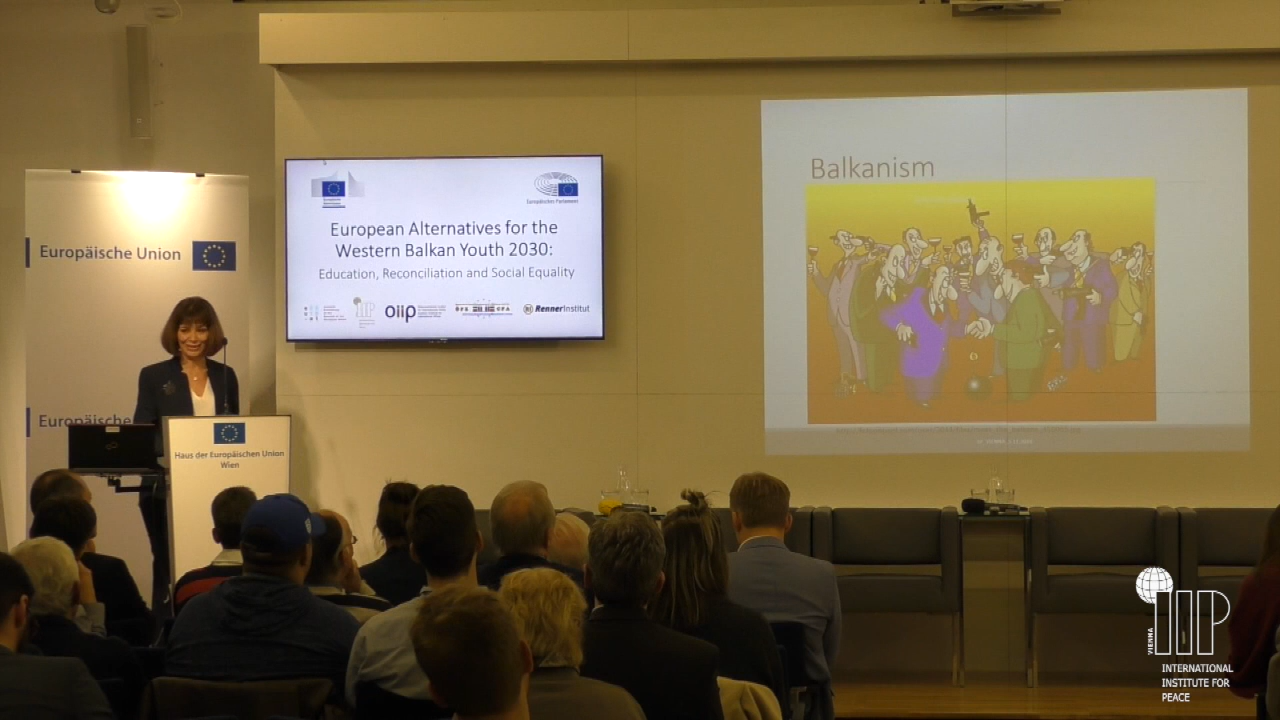 Europäische Union
Europäische
Europäisches Parlament
European Alternatives for the
Western Balkan Youth 2030:
Education, Reconciliation and Social Equality
IIP
OIIP
RennerInstitut
Balkanism
Haus der Europäischen Union
Wien
VIENNA
IIP
INTERNATIONAL
INSTITUTE FOR
PEACE